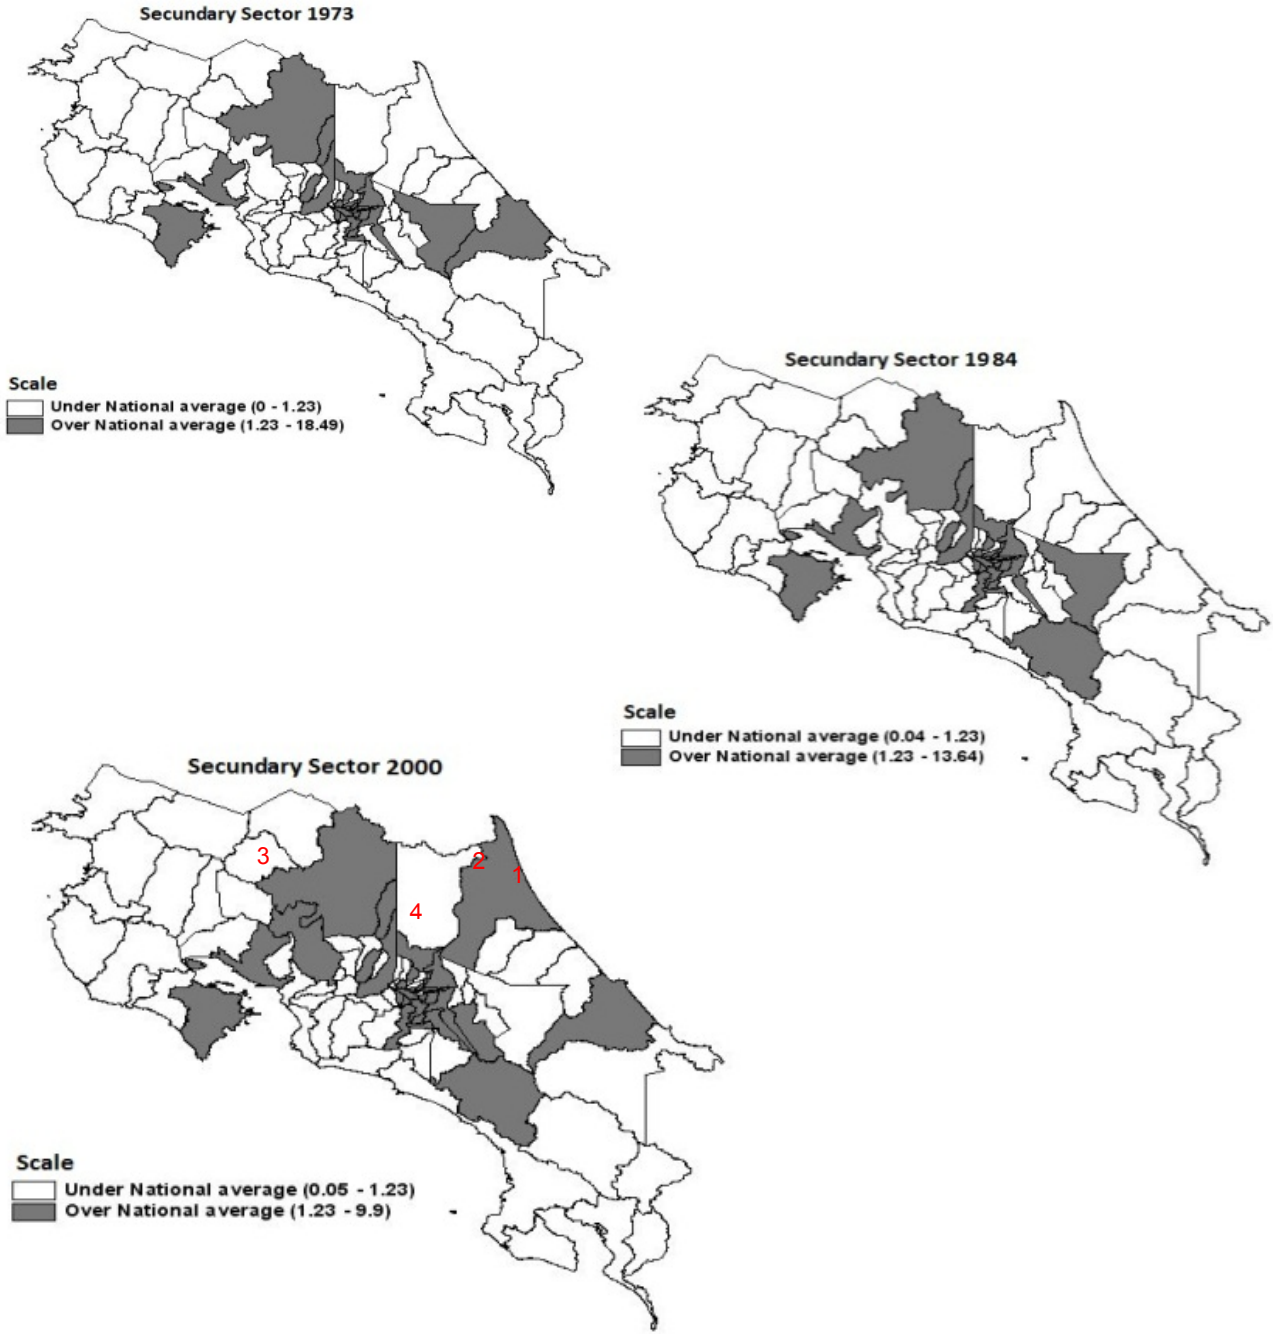 Secundary Sector 1973
Scale
Under National average (0 - 1.23)
Over National average (1.23 - 18.49)
Secundary Sector 1984
Scale
Under National average (0.04 - 1.23)
Over National average (1.23 - 13.64)
Secundary Sector 2000
3
2
1
4
Scale
Under National average (0.05 - 1.23)
Over National average (1.23 - 9.9)